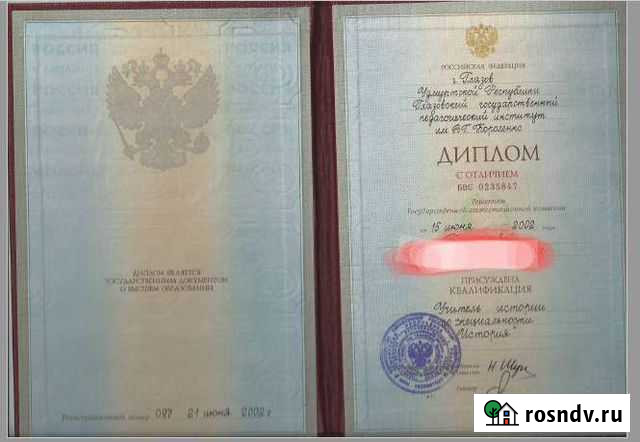 ДИПЛОМ ЯВЛЯЕТСЯ
ГОСУДАРСТВЕННЫМ ДОКУМЕНТОМ
О ВЫСШЕМ ОБРАЗОВАНИИ
Регистрационный номер 087 21 июня 2002 г
РОССИЙСКАЯ ФЕДЕРАЦИЯ
г. Глазов
Удмуртской Республики
Глазовский государственный
педагогический институт
им В.Г. Короленко
ДИПЛОМ
С ОТЛИЧИЕМ
БВС 0235847
Решением
Государственной аттестационной комиссии
от 15 июня 2002 года
ПРИСУЖДЕНА
КВАЛИФИКАЦИЯ
Учитель истории
по специальности
"История"
rosndv.ru